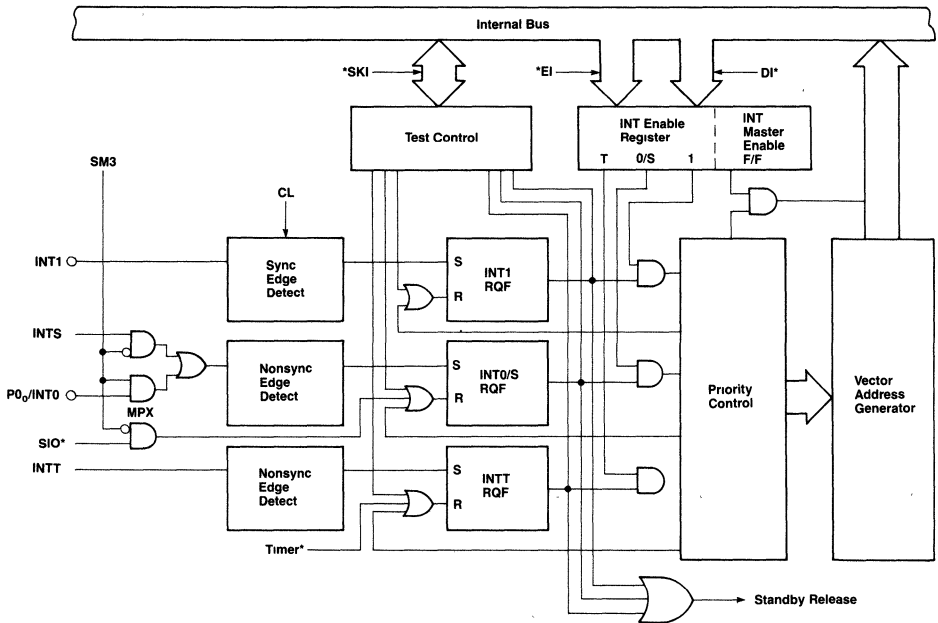 Internal Bus
*SKI
*EI
DI*
Test Control
INT Enable
Register
T 0/S 1
INT
Master
Enable
F/F
SM3
CL
INT1
Sync
Edge
Detect
S
R
INT1
RQF
INTS
P0₀/INT0
MPX
SIO*
Nonsync
Edge
Detect
S
R
INT0/S
RQF
INTT
Nonsync
Edge
Detect
S
R
INTT
RQF
Timer*
Priority
Control
Vector
Address
Generator
Standby Release